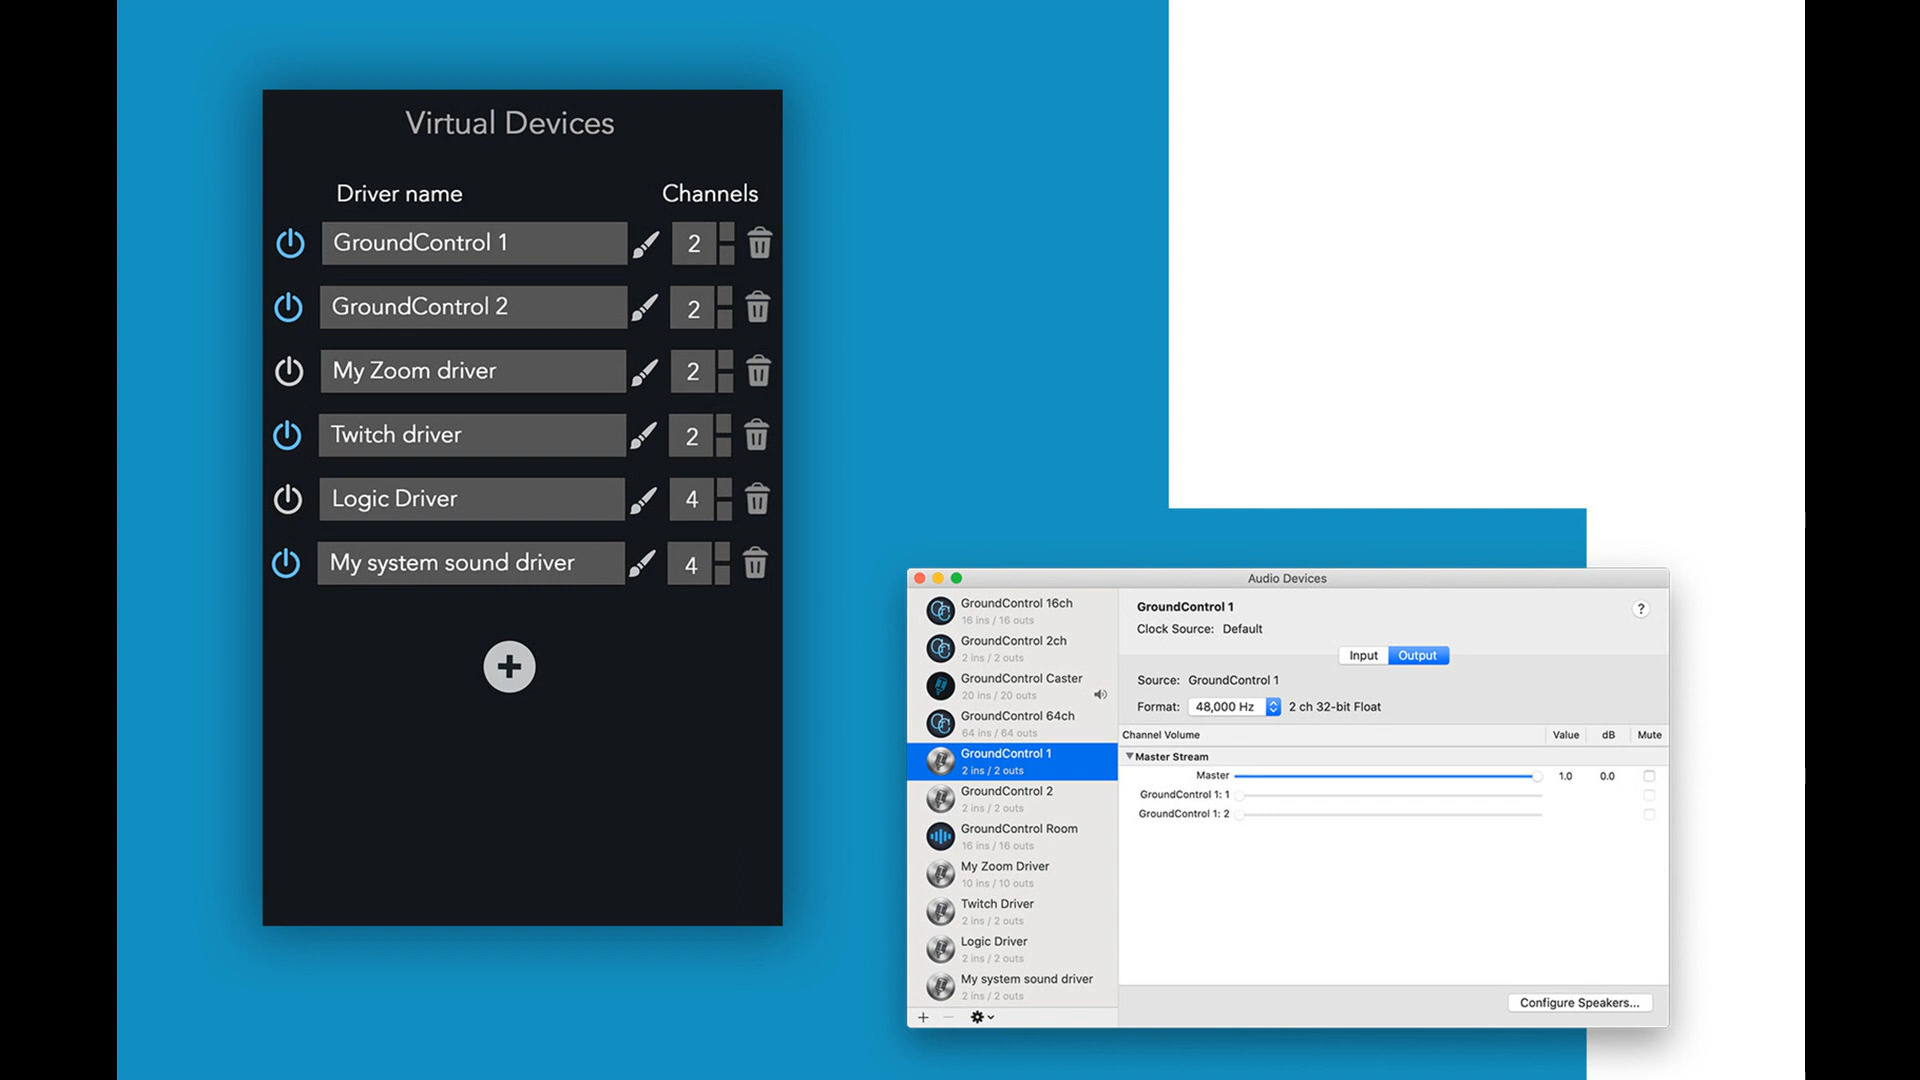 Virtual Devices
Driver name Channels
GroundControl 1 2
GroundControl 2 2
My Zoom driver 2
Twitch driver 2
Logic Driver 4
My system sound driver 4
Audio Devices
GroundControl 16ch
16 ins / 16 outs
GroundControl 2ch
2 ins / 2 outs
GroundControl Caster
20 ins / 20 outs
GroundControl 64ch
64 ins / 64 outs
GroundControl 1
2 ins / 2 outs
GroundControl 2
2 ins / 2 outs
GroundControl Room
16 ins / 16 outs
My Zoom Driver
10 ins / 10 outs
Twitch Driver
2 ins / 2 outs
Logic Driver
2 ins / 2 outs
My system sound driver
2 ins / 2 outs
GroundControl 1
?
Clock Source: Default
Input Output
Source: GroundControl 1
Format: 48,000 Hz 2 ch 32-bit Float
Channel Volume Value dB Mute
Master Stream
Master 1.0 0.0
GroundControl 1: 1
GroundControl 1: 2
Configure Speakers...